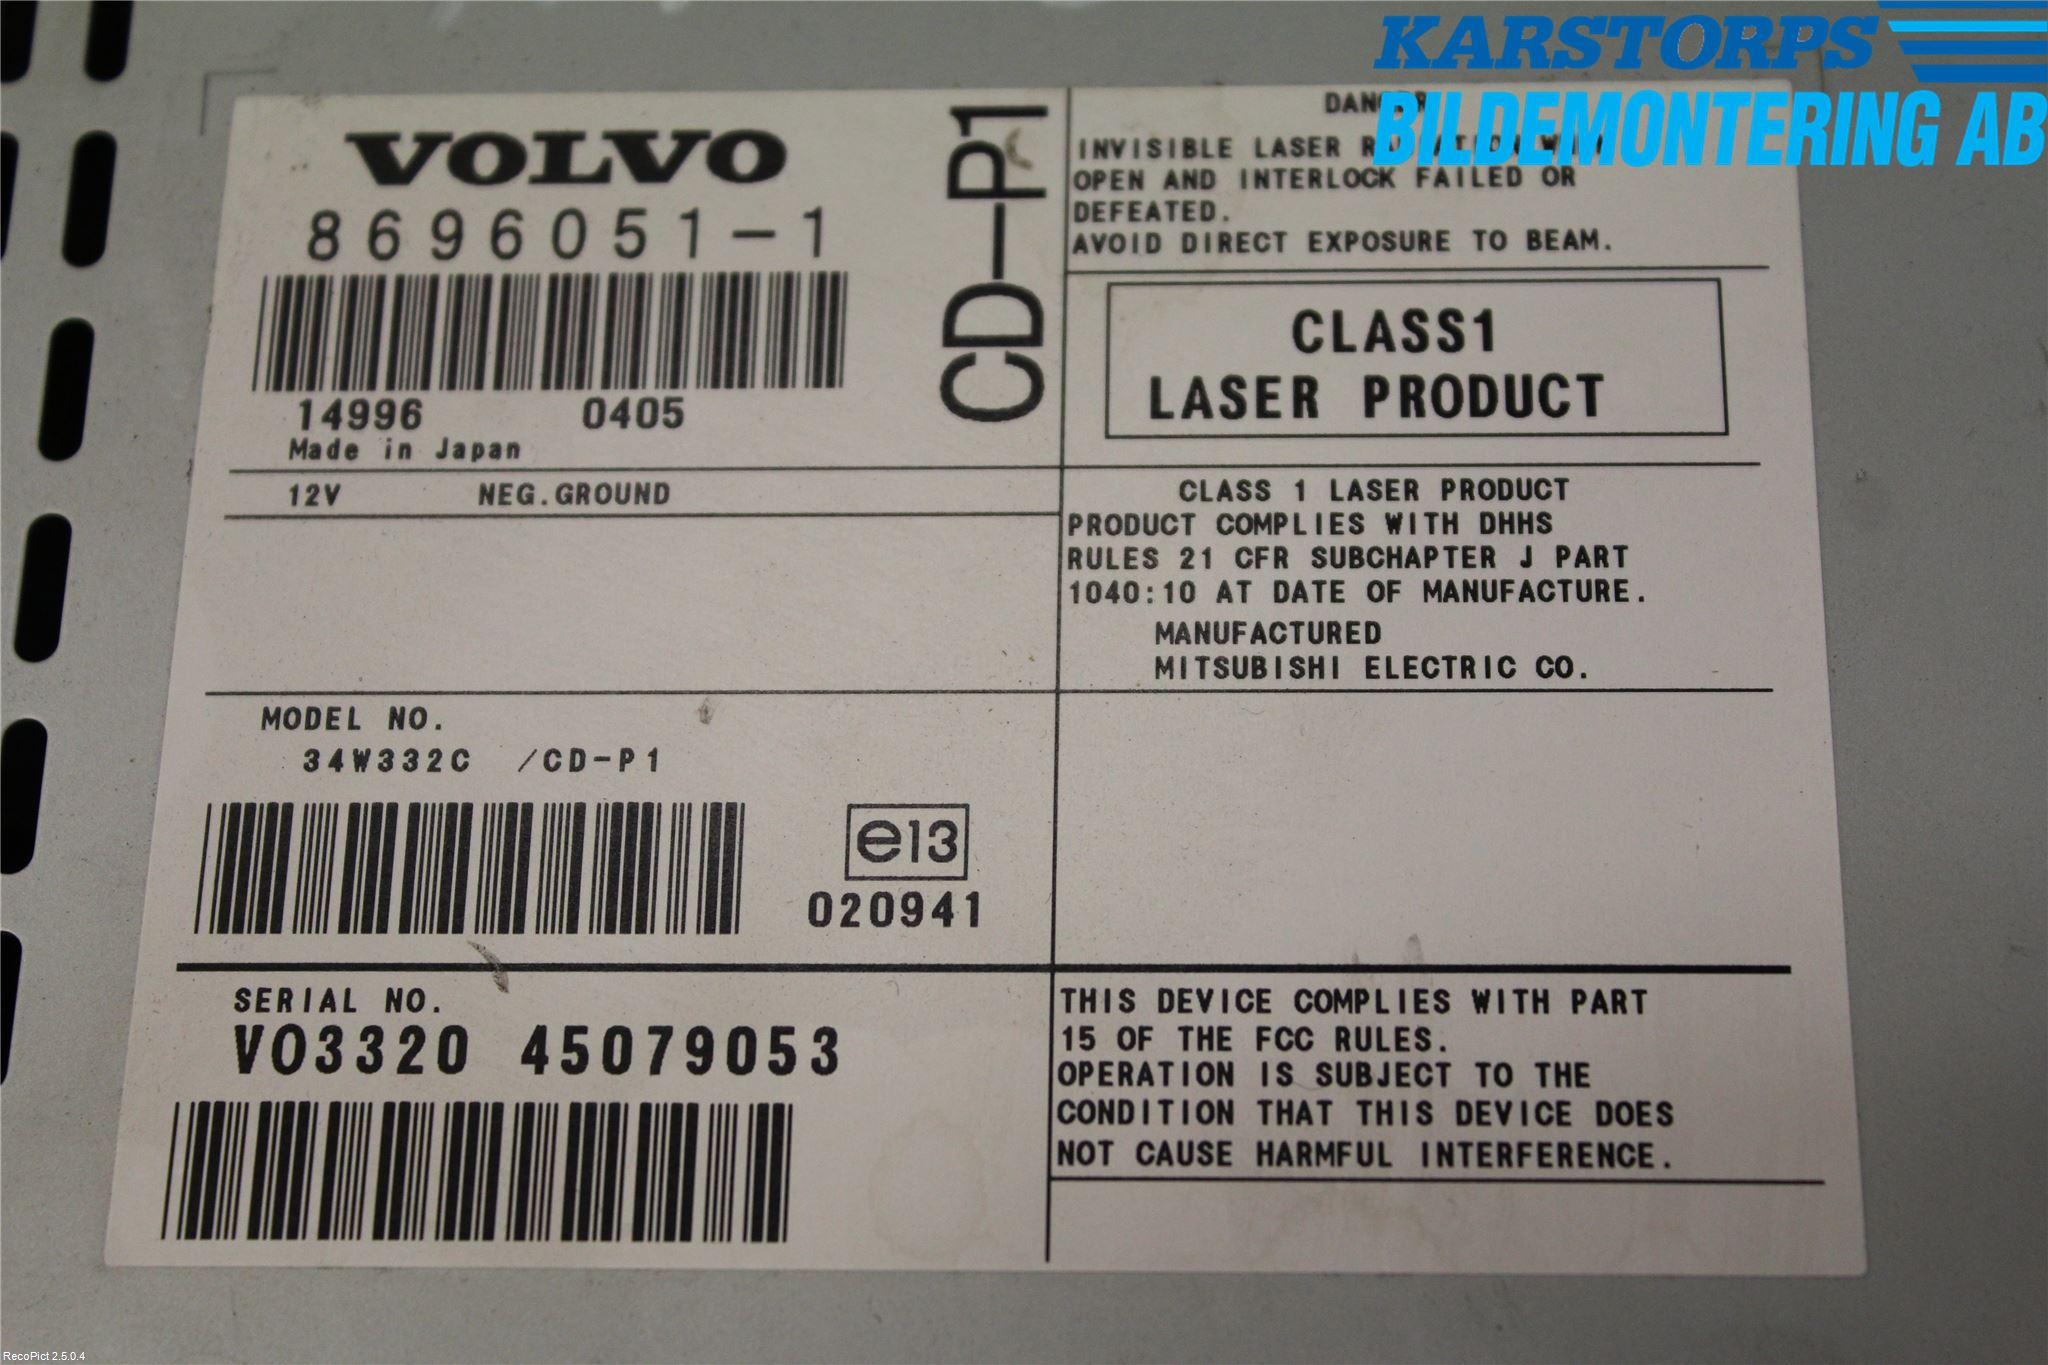 KARSTORPS
BILDEMONTERING AB
VOLVO
8696051-1
14996 0405
Made in Japan
CD-P1
12V NEG.GROUND
MODEL NO.
34W332C /CD-P1
e13
020941
SERIAL NO.
VO3320 45079053
DANGER
INVISIBLE LASER RADIATION WHEN
OPEN AND INTERLOCK FAILED OR
DEFEATED.
AVOID DIRECT EXPOSURE TO BEAM.
CLASS1
LASER PRODUCT
CLASS 1 LASER PRODUCT
PRODUCT COMPLIES WITH DHHS
RULES 21 CFR SUBCHAPTER J PART
1040:10 AT DATE OF MANUFACTURE.
MANUFACTURED
MITSUBISHI ELECTRIC CO.
THIS DEVICE COMPLIES WITH PART
15 OF THE FCC RULES.
OPERATION IS SUBJECT TO THE
CONDITION THAT THIS DEVICE DOES
NOT CAUSE HARMFUL INTERFERENCE.
RecoPict 2.5.0.4